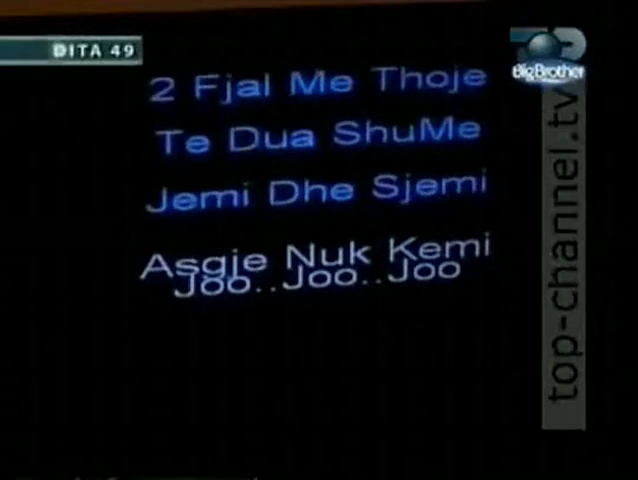 DITA 49
BigBrother
2 Fjal Me Thoje
Te Dua ShuMe
Jemi Dhe Sjemi
Asgje Nuk Kemi
Joo..Joo..Joo
top-channel.tv